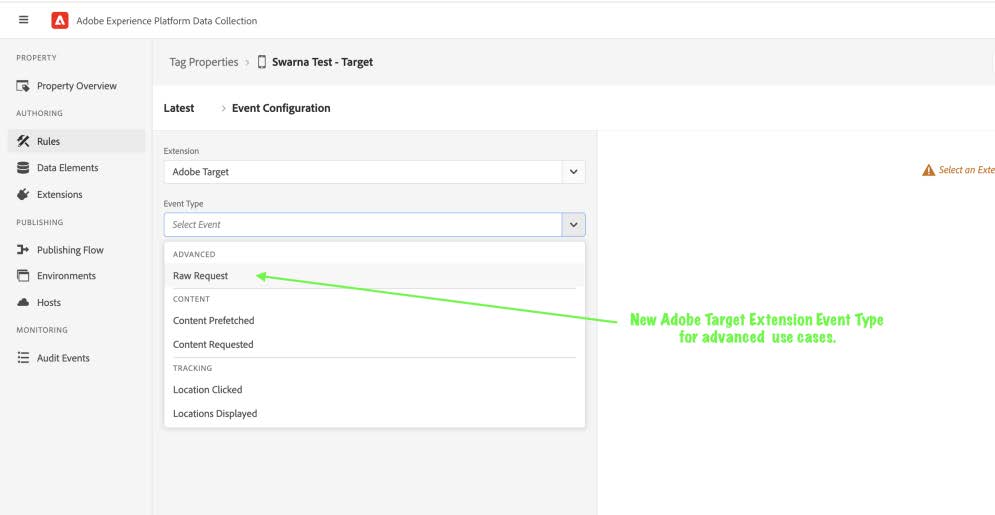 Adobe Experience Platform Data Collection
PROPERTY
Property Overview
AUTHORING
Rules
Data Elements
Extensions
PUBLISHING
Publishing Flow
Environments
Hosts
MONITORING
Audit Events
Tag Properties > Swarna Test - Target
Latest > Event Configuration
Extension
Adobe Target
Event Type
Select Event
ADVANCED
Raw Request
CONTENT
Content Prefetched
Content Requested
TRACKING
Location Clicked
Locations Displayed
Select an Exte
New Adobe Target Extension Event Type
for advanced use cases.